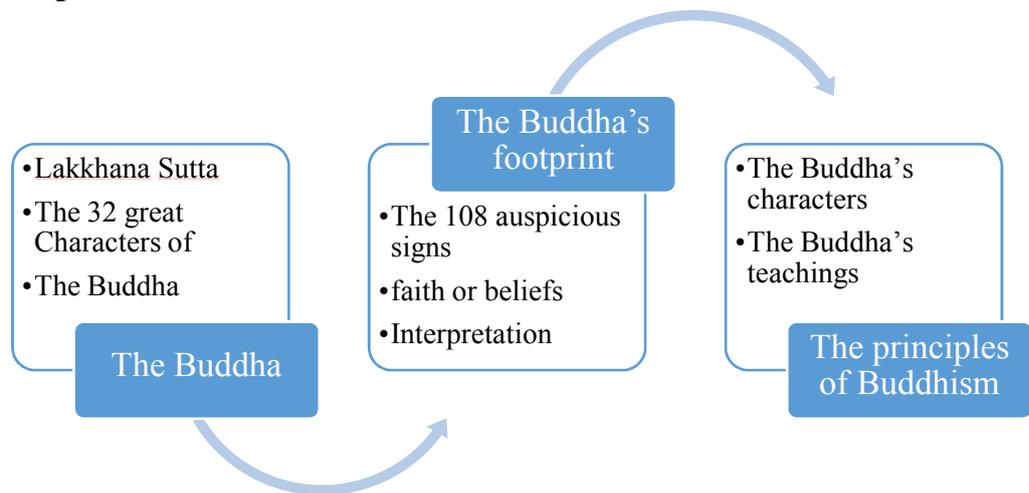 •Lakkhana Sutta
•The 32 great
Characters of
•The Buddha
The Buddha
The Buddha’s
footprint
•The 108 auspicious
signs
•faith or beliefs
•Interpretation
•The Buddha’s
characters
•The Buddha’s
teachings
The principles
of Buddhism